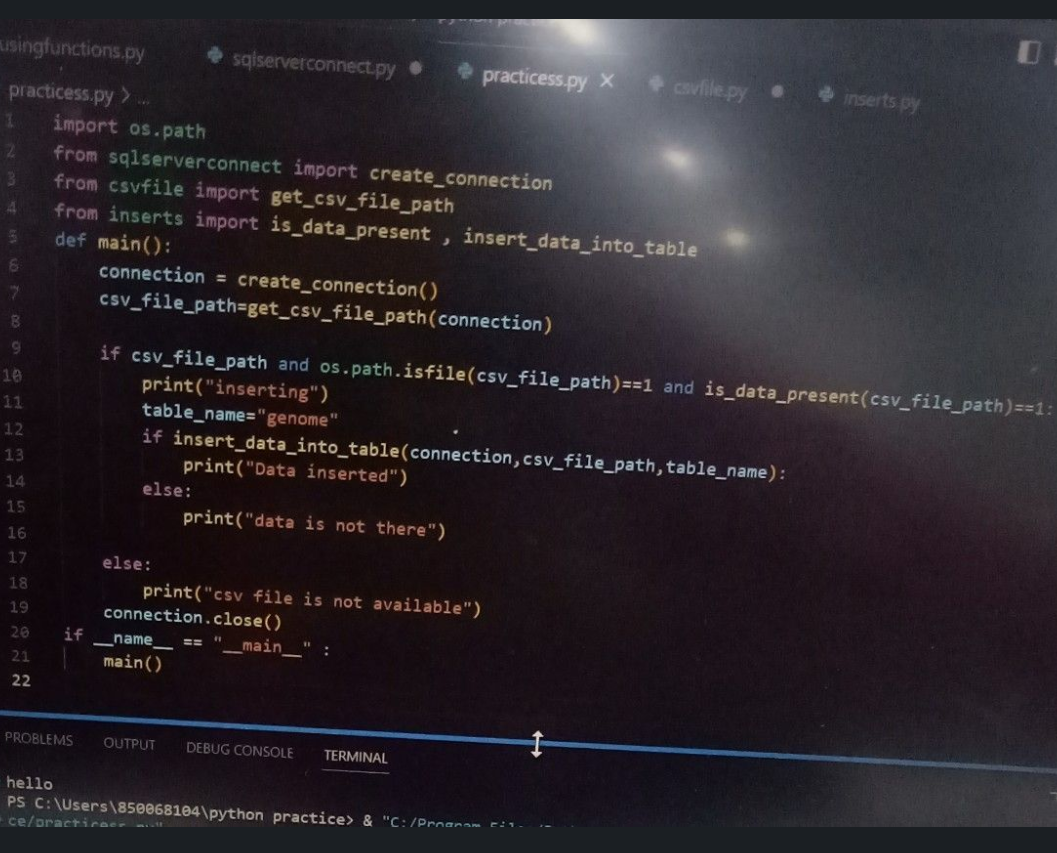 usingfunctions.py
sqlserverconnect.py
practicess.py
csvfile.py
inserts.py
practicess.py > ...
1 import os.path
2 from sqlserverconnect import create_connection
3 from csvfile import get_csv_file_path
4 from inserts import is_data_present , insert_data_into_table
5 def main():
6     connection = create_connection()
7     csv_file_path=get_csv_file_path(connection)
8
9     if csv_file_path and os.path.isfile(csv_file_path)==1 and is_data_present(csv_file_path)==1:
10         print("inserting")
11         table_name="genome"
12         if insert_data_into_table(connection,csv_file_path,table_name):
13             print("Data inserted")
14         else:
15             print("data is not there")
16
17     else:
18         print("csv file is not available")
19     connection.close()
20 if __name__ == "__main__" :
21     main()
22
PROBLEMS OUTPUT DEBUG CONSOLE TERMINAL
hello
PS C:\Users\850068104\python practice> & "C:/Program
ce/practicess.py"